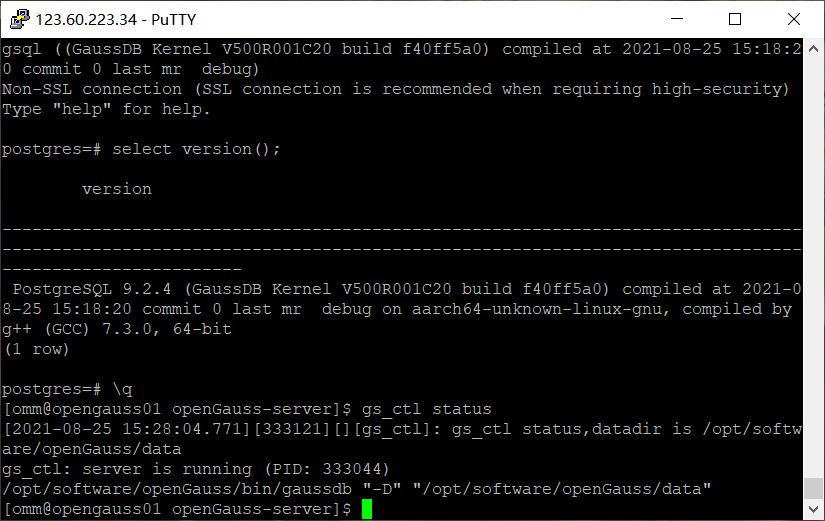 123.60.223.34 - PuTTY
gsql ((GaussDB Kernel V500R001C20 build f40ff5a0) compiled at 2021-08-25 15:18:2
0 commit 0 last mr  debug)
Non-SSL connection (SSL connection is recommended when requiring high-security)
Type "help" for help.
postgres=# select version();
        version
--------------------------------------------------------------------------------
--------------------------------------------------------------------------------
------------------------
 PostgreSQL 9.2.4 (GaussDB Kernel V500R001C20 build f40ff5a0) compiled at 2021-0
8-25 15:18:20 commit 0 last mr  debug on aarch64-unknown-linux-gnu, compiled by
g++ (GCC) 7.3.0, 64-bit
(1 row)
postgres=# \q
[omm@opengauss01 openGauss-server]$ gs_ctl status
[2021-08-25 15:28:04.771][333121][][gs_ctl]: gs_ctl status,datadir is /opt/softw
are/openGauss/data
gs_ctl: server is running (PID: 333044)
/opt/software/openGauss/bin/gaussdb "-D" "/opt/software/openGauss/data"
[omm@opengauss01 openGauss-server]$